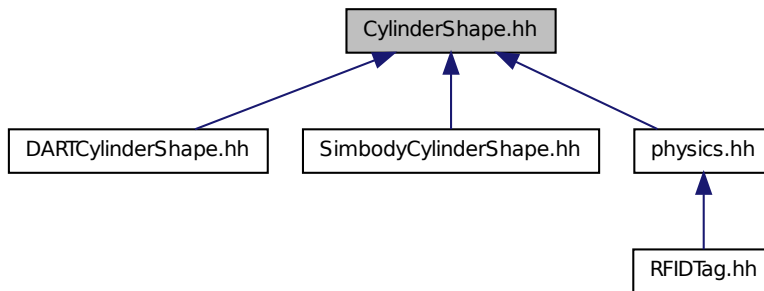 CylinderShape.hh
DARTCylinderShape.hh
SimbodyCylinderShape.hh
physics.hh
RFIDTag.hh